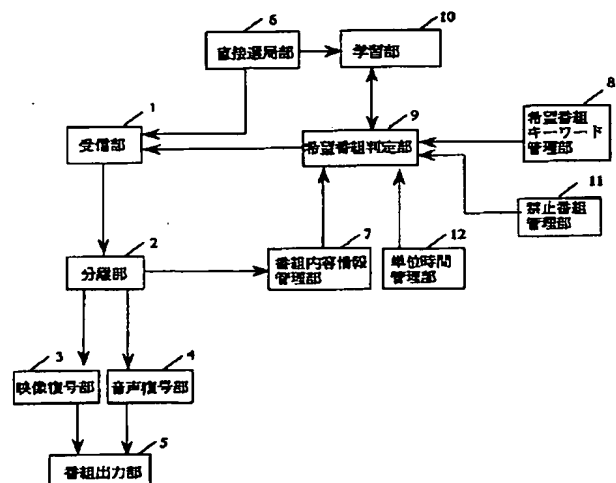 6
直接選局部
10
学習部
1
受信部
9
希望番組判定部
8
希望番組
キーワード
管理部
11
禁止番組
管理部
2
分離部
7
番組内容情報
管理部
12
単位時間
管理部
3
映像復号部
4
音声復号部
5
番組出力部